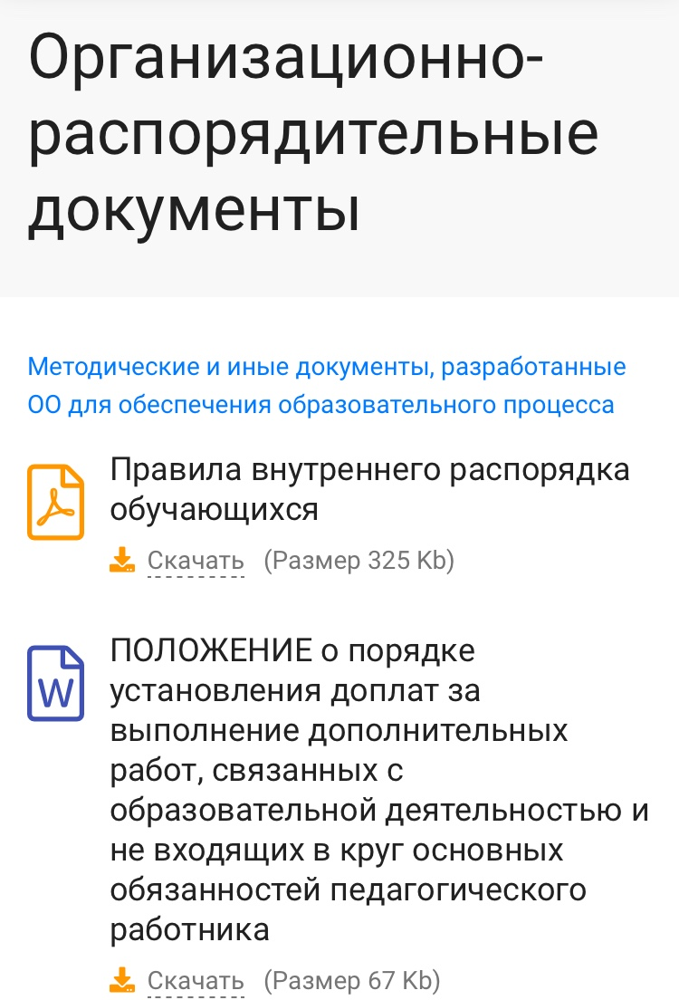 Организационно-
распорядительные
документы
Методические и иные документы, разработанные
ОО для обеспечения образовательного процесса
Правила внутреннего распорядка
обучающихся
Скачать (Размер 325 Kb)
W
ПОЛОЖЕНИЕ о порядке
установления доплат за
выполнение дополнительных
работ, связанных с
образовательной деятельностью и
не входящих в круг основных
обязанностей педагогического
работника
Скачать (Размер 67 Kb)